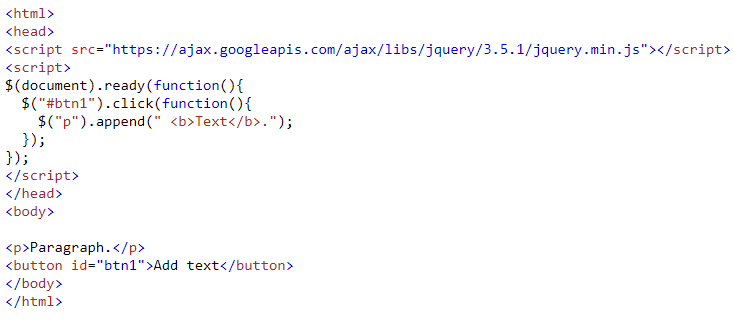 <html>
<head>
<script src="https://ajax.googleapis.com/ajax/libs/jquery/3.5.1/jquery.min.js"></script>
<script>
$(document).ready(function(){
  $("#btn1").click(function(){
    $("p").append(" <b>Text</b>.");
  });
});
</script>
</head>
<body>

<p>Paragraph.</p>
<button id="btn1">Add text</button>
</body>
</html>